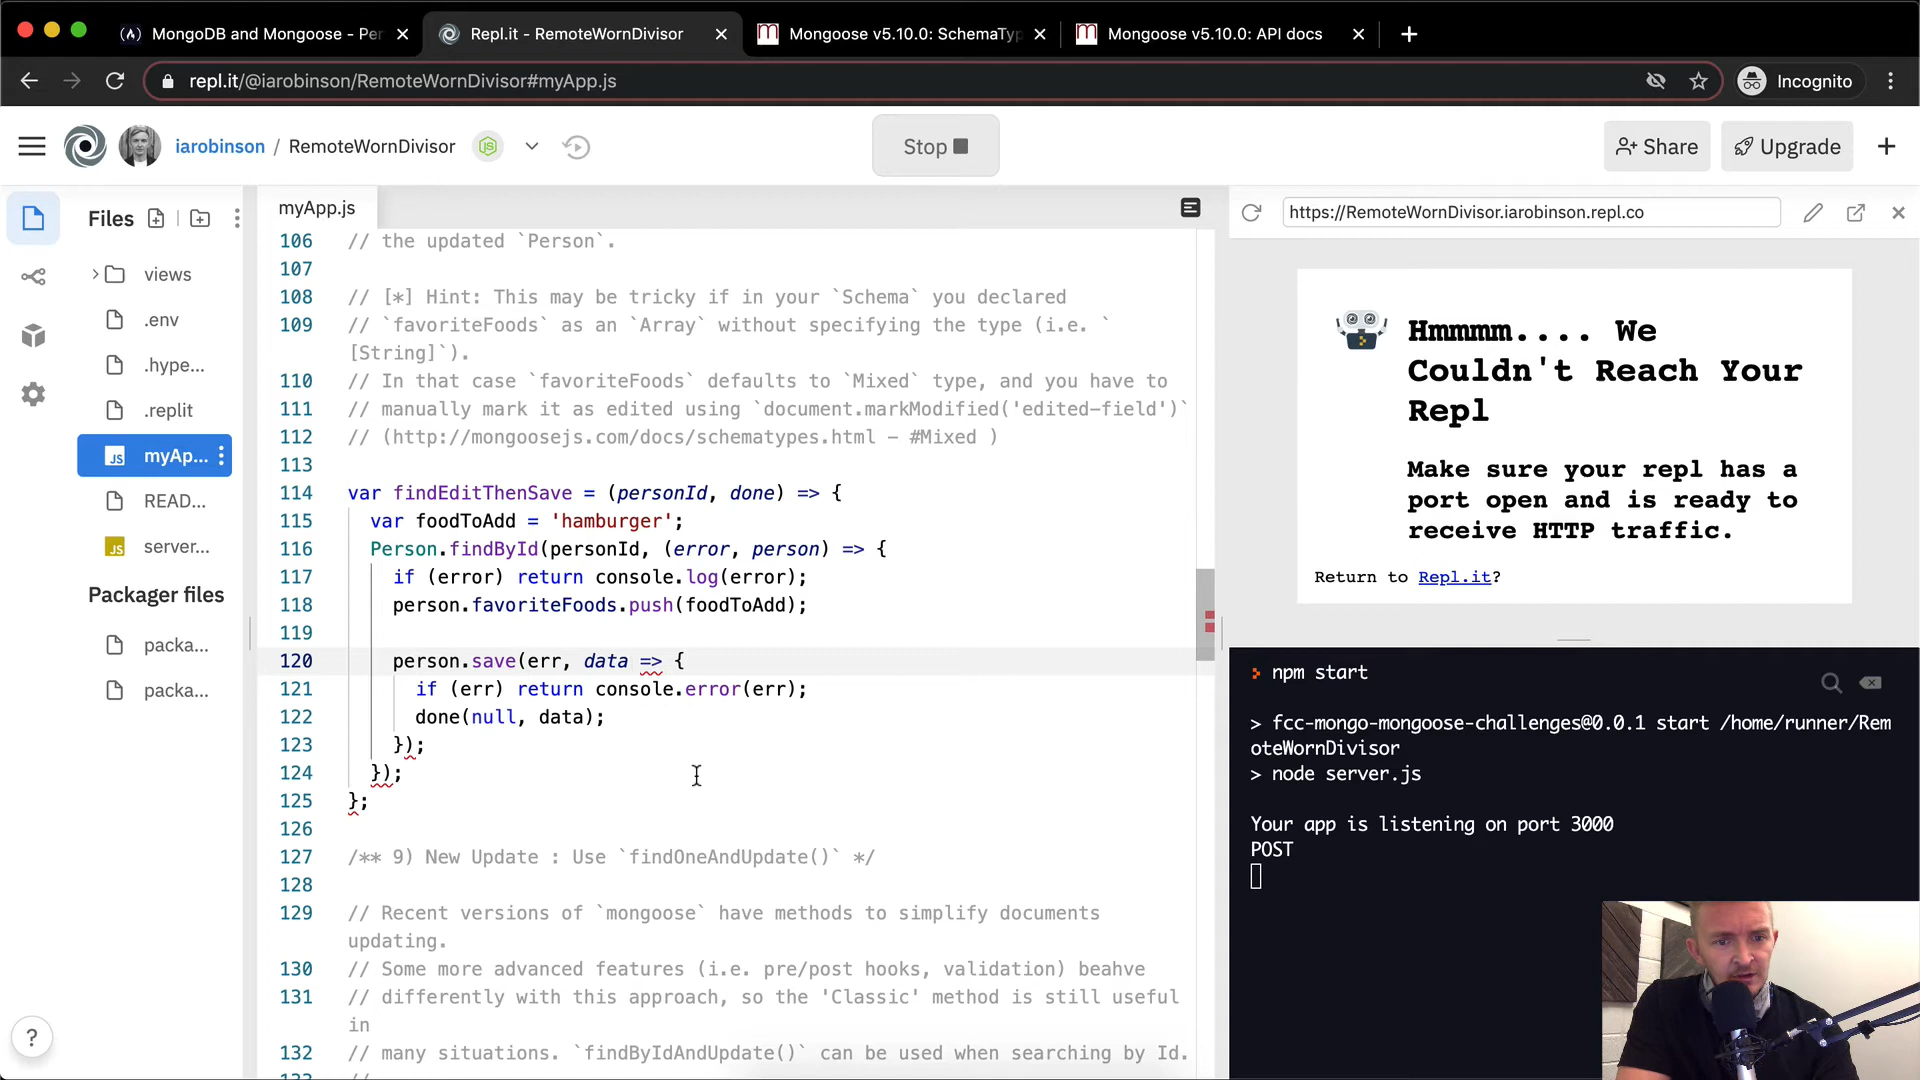 MongoDB and Mongoose - Per
Repl.it - RemoteWornDivisor
Mongoose v5.10.0: SchemaTyp
Mongoose v5.10.0: API docs
repl.it/@iarobinson/RemoteWornDivisor#myApp.js
Incognito
iarobinson / RemoteWornDivisor
Stop
Share
Upgrade
Files
views
.env
.hype...
.replit
JS myAp...
READ...
JS server...
Packager files
packa...
packa...
?
myApp.js
106 // the updated `Person`.
107
108 // [*] Hint: This may be tricky if in your `Schema` you declared
109 // `favoriteFoods` as an `Array` without specifying the type (i.e. `
[String]`).
110 // In that case `favoriteFoods` defaults to `Mixed` type, and you have to
111 // manually mark it as edited using `document.markModified('edited-field')`
112 // (http://mongoosejs.com/docs/schematypes.html - #Mixed )
113
114 var findEditThenSave = (personId, done) => {
115 var foodToAdd = 'hamburger';
116 Person.findById(personId, (error, person) => {
117 if (error) return console.log(error);
118 person.favoriteFoods.push(foodToAdd);
119
120 person.save(err, data => {
121 if (err) return console.error(err);
122 done(null, data);
123 });
124 });
125 };
126
127 /** 9) New Update : Use `findOneAndUpdate()` */
128
129 // Recent versions of `mongoose` have methods to simplify documents
updating.
130 // Some more advanced features (i.e. pre/post hooks, validation) beahve
131 // differently with this approach, so the 'Classic' method is still useful
in
132 // many situations. `findByIdAndUpdate()` can be used when searching by Id.
https://RemoteWornDivisor.iarobinson.repl.co
Hmmmm.... We
Couldn't Reach Your
Repl
Make sure your repl has a
port open and is ready to
receive HTTP traffic.
Return to Repl.it?
npm start
> fcc-mongo-mongoose-challenges@0.0.1 start /home/runner/Rem
oteWornDivisor
> node server.js
Your app is listening on port 3000
POST